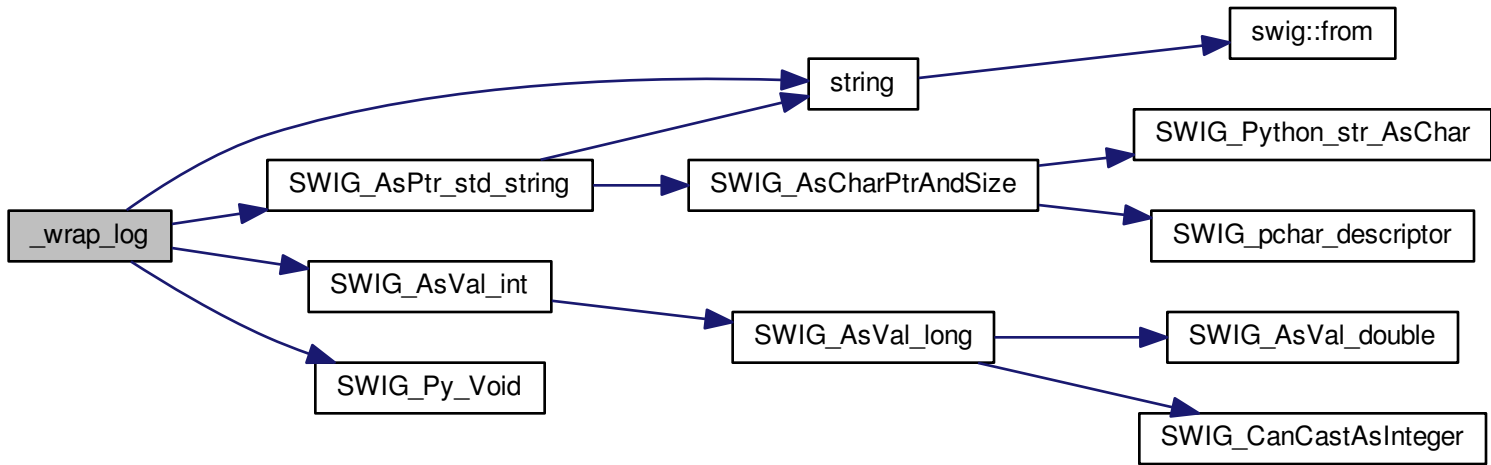 swig::from
string
SWIG_Python_str_AsChar
SWIG_AsPtr_std_string
SWIG_AsCharPtrAndSize
_wrap_log
SWIG_pchar_descriptor
SWIG_AsVal_int
SWIG_AsVal_long
SWIG_AsVal_double
SWIG_Py_Void
SWIG_CanCastAsInteger